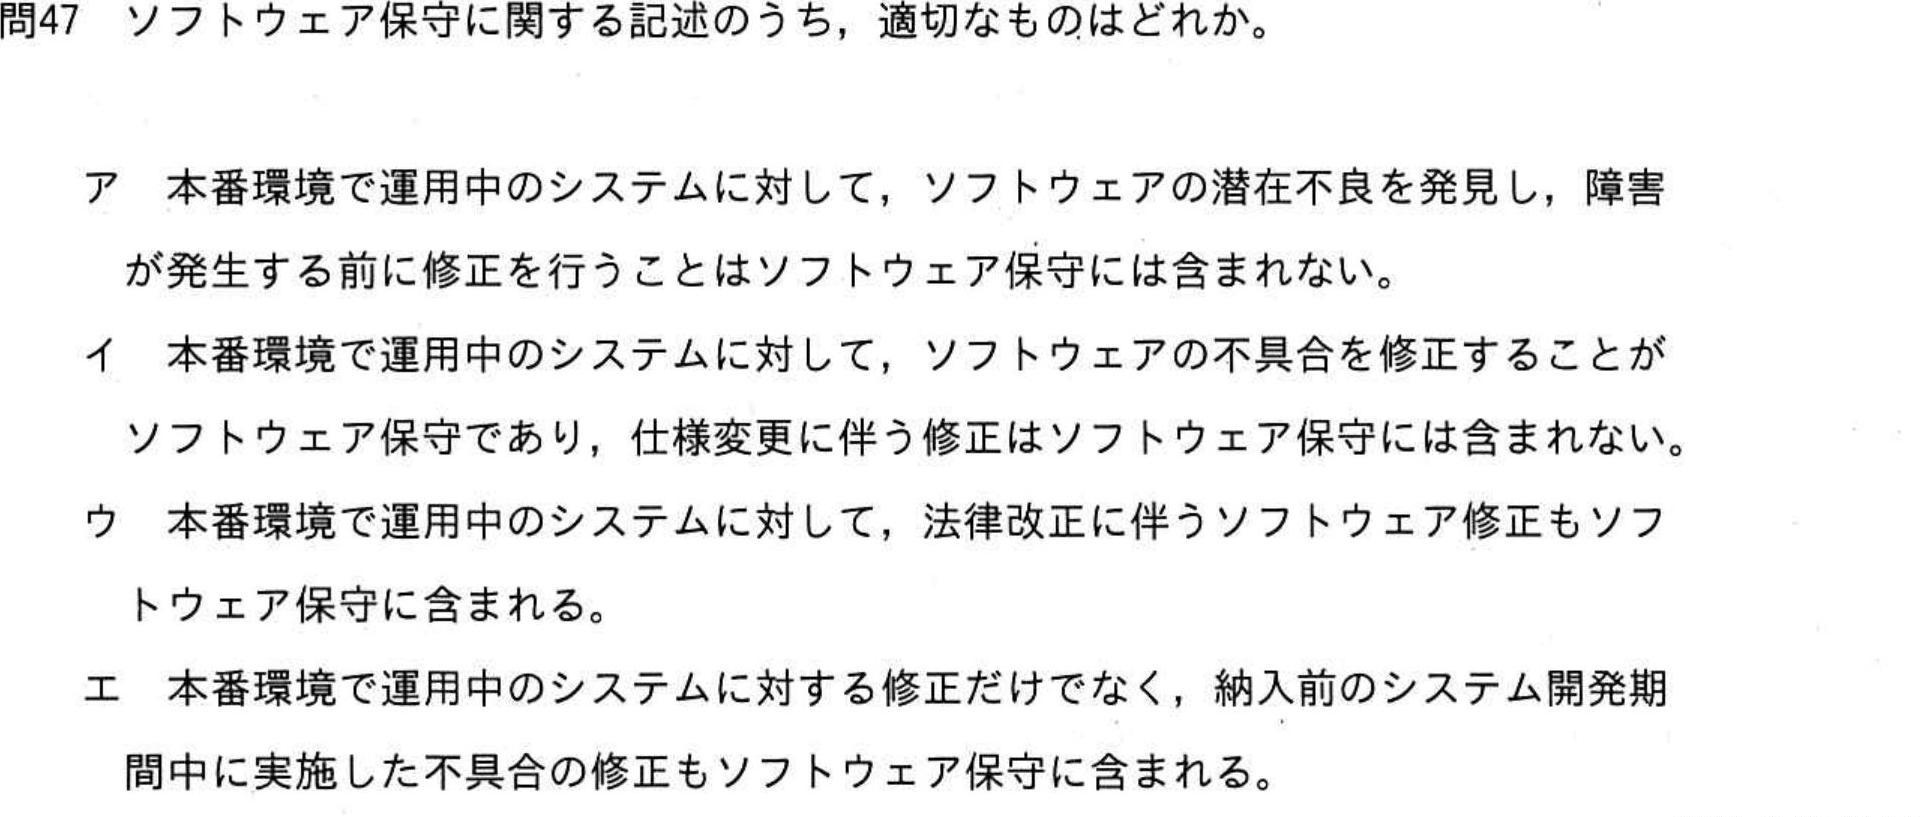 問47　ソフトウェア保守に関する記述のうち，適切なものはどれか。
ア　本番環境で運用中のシステムに対して，ソフトウェアの潜在不良を発見し，障害
が発生する前に修正を行うことはソフトウェア保守には含まれない。
イ　本番環境で運用中のシステムに対して，ソフトウェアの不具合を修正することが
ソフトウェア保守であり，仕様変更に伴う修正はソフトウェア保守には含まれない。
ウ　本番環境で運用中のシステムに対して，法律改正に伴うソフトウェア修正もソフ
トウェア保守に含まれる。
エ　本番環境で運用中のシステムに対する修正だけでなく，納入前のシステム開発期
間中に実施した不具合の修正もソフトウェア保守に含まれる。